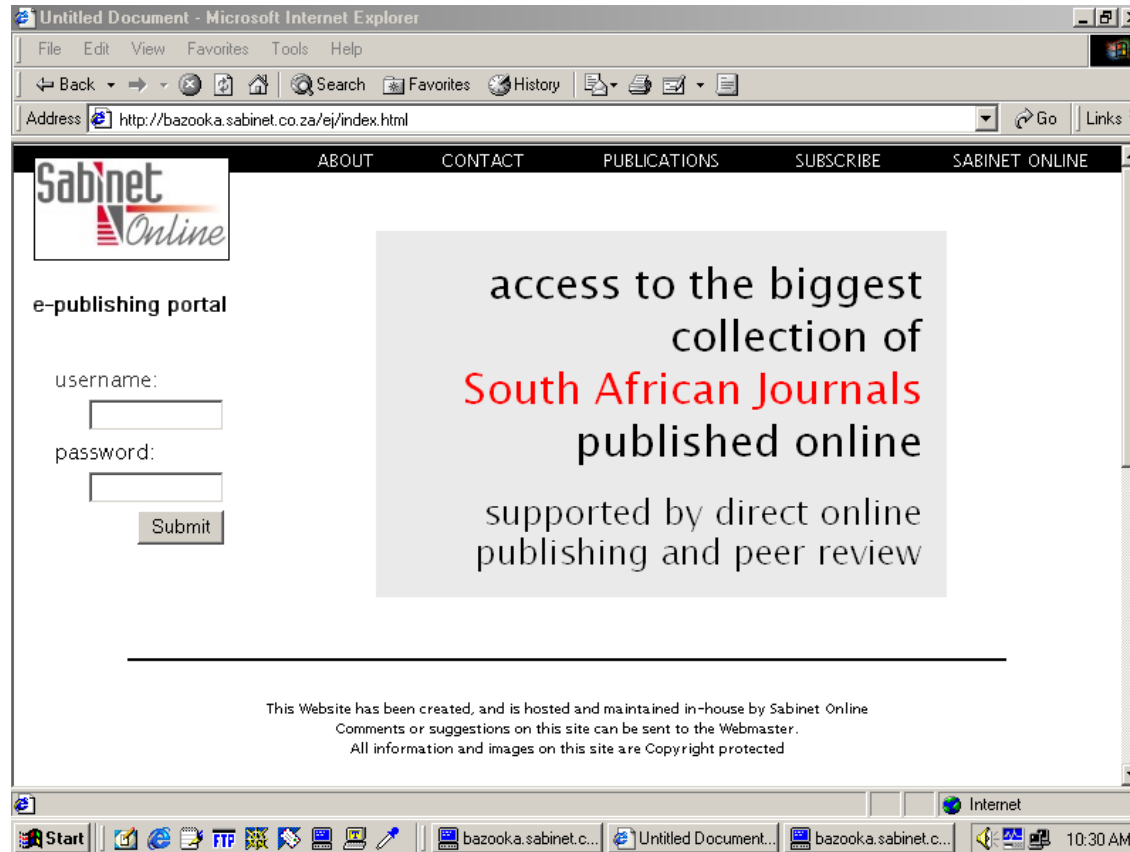 Untitled Document - Microsoft Internet Explorer
File Edit View Favorites Tools Help
Back Search Favorites History
Address http://bazooka.sabinet.co.za/ej/index.html Go Links
ABOUT CONTACT PUBLICATIONS SUBSCRIBE SABINET ONLINE
Sabinet
Online
e-publishing portal
username:
password:
Submit
access to the biggest
collection of
South African Journals
published online
supported by direct online
publishing and peer review
This Website has been created, and is hosted and maintained in-house by Sabinet Online
Comments or suggestions on this site can be sent to the Webmaster.
All information and images on this site are Copyright protected
Internet
Start FTP bazooka.sabinet.c... Untitled Document... bazooka.sabinet.c... 10:30 AM